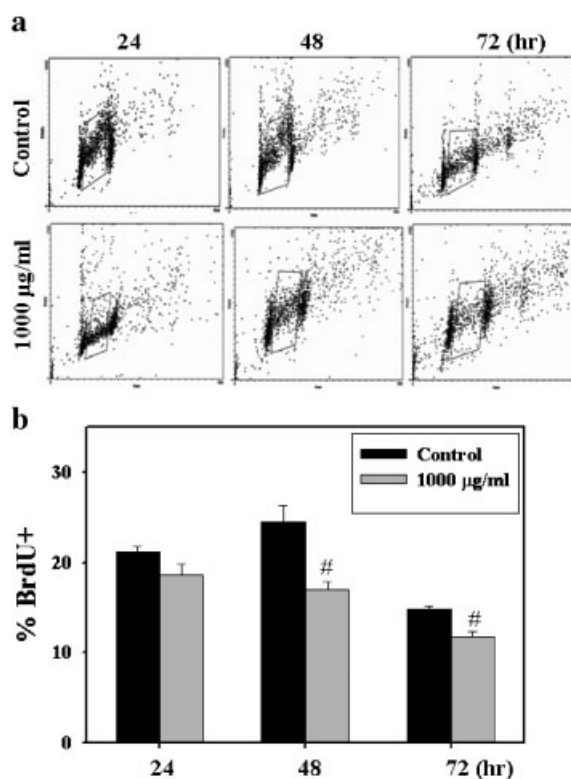 a
24 48 72 (hr)
Control
1000 μg/ml
b
Control
1000 μg/ml
% BrdU+
30
20
10
0
#
#
24 48 72 (hr)